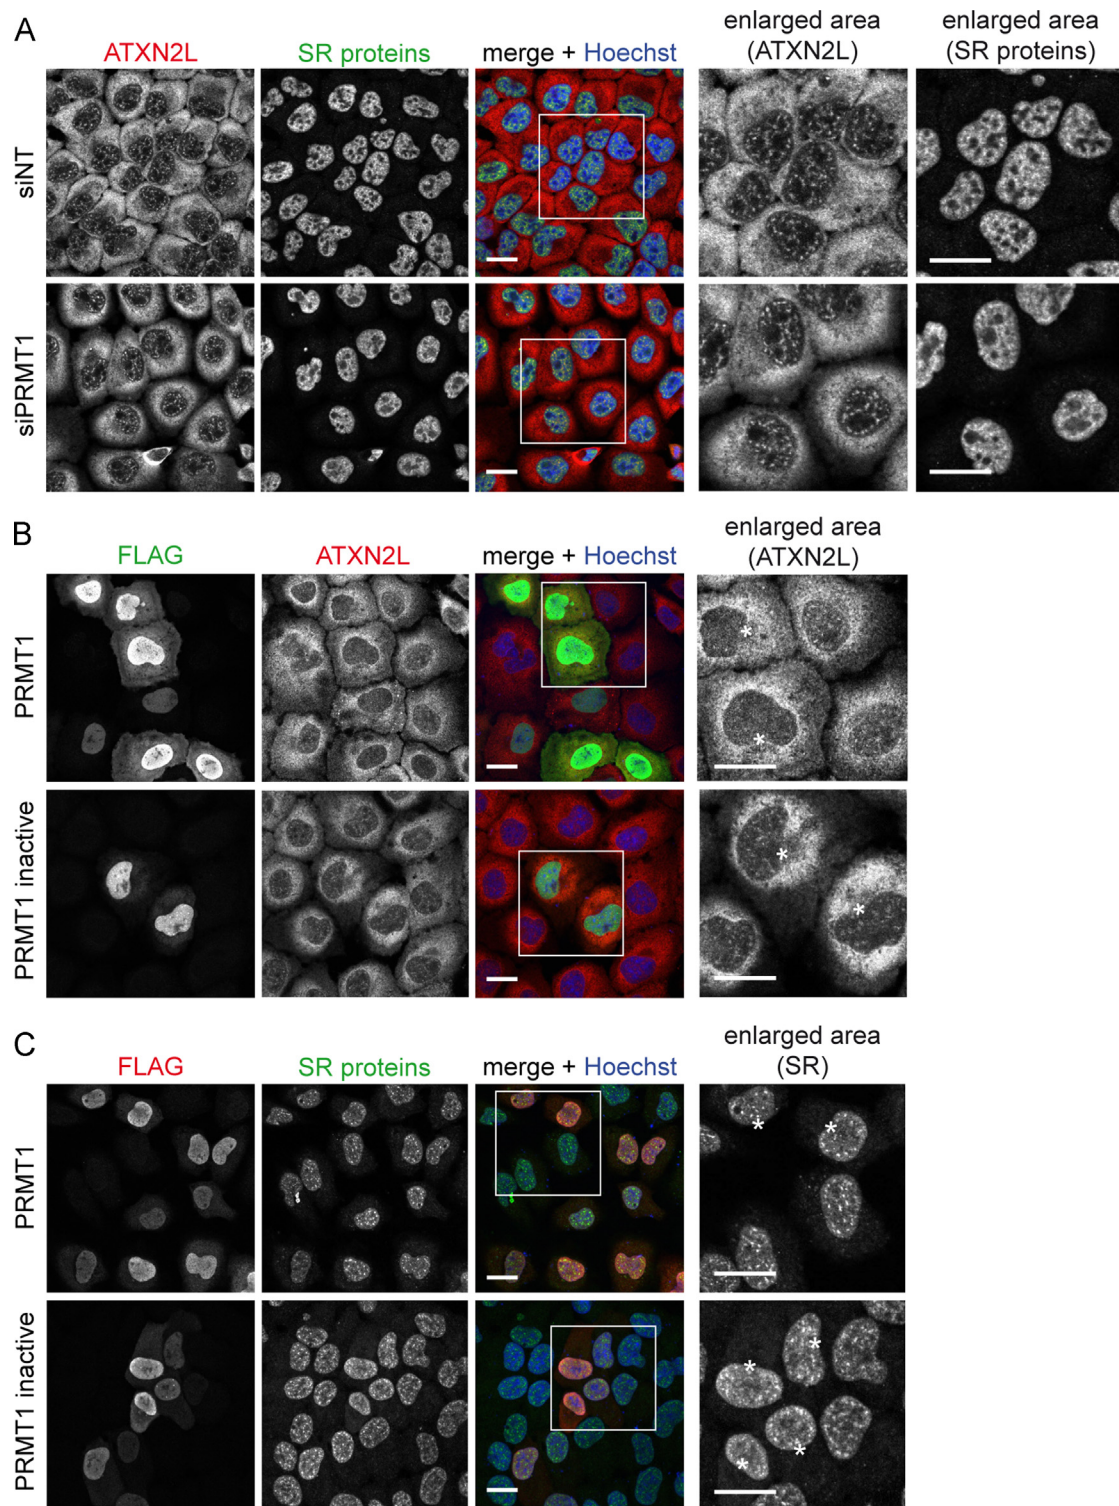 A
ATXN2L
SR proteins
merge + Hoechst
enlarged area
(ATXN2L)
enlarged area
(SR proteins)
siNT
siPRMT1
B
FLAG
ATXN2L
merge + Hoechst
enlarged area
(ATXN2L)
PRMT1
*
*
PRMT1 inactive
*
*
C
FLAG
SR proteins
merge + Hoechst
enlarged area
(SR)
PRMT1
*
*
PRMT1 inactive
*
*
*
*